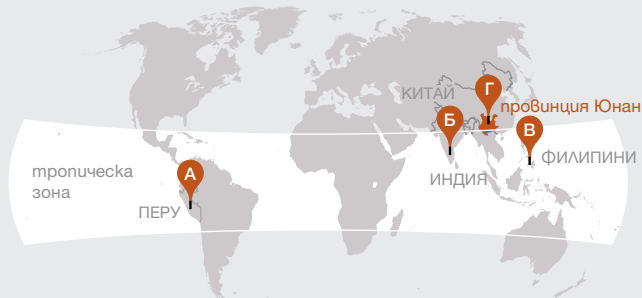 КИТАЙ
Г
провинция Юнан
Б
В
ФИЛИПИНИ
ИНДИЯ
тропическа
зона
А
ПЕРУ